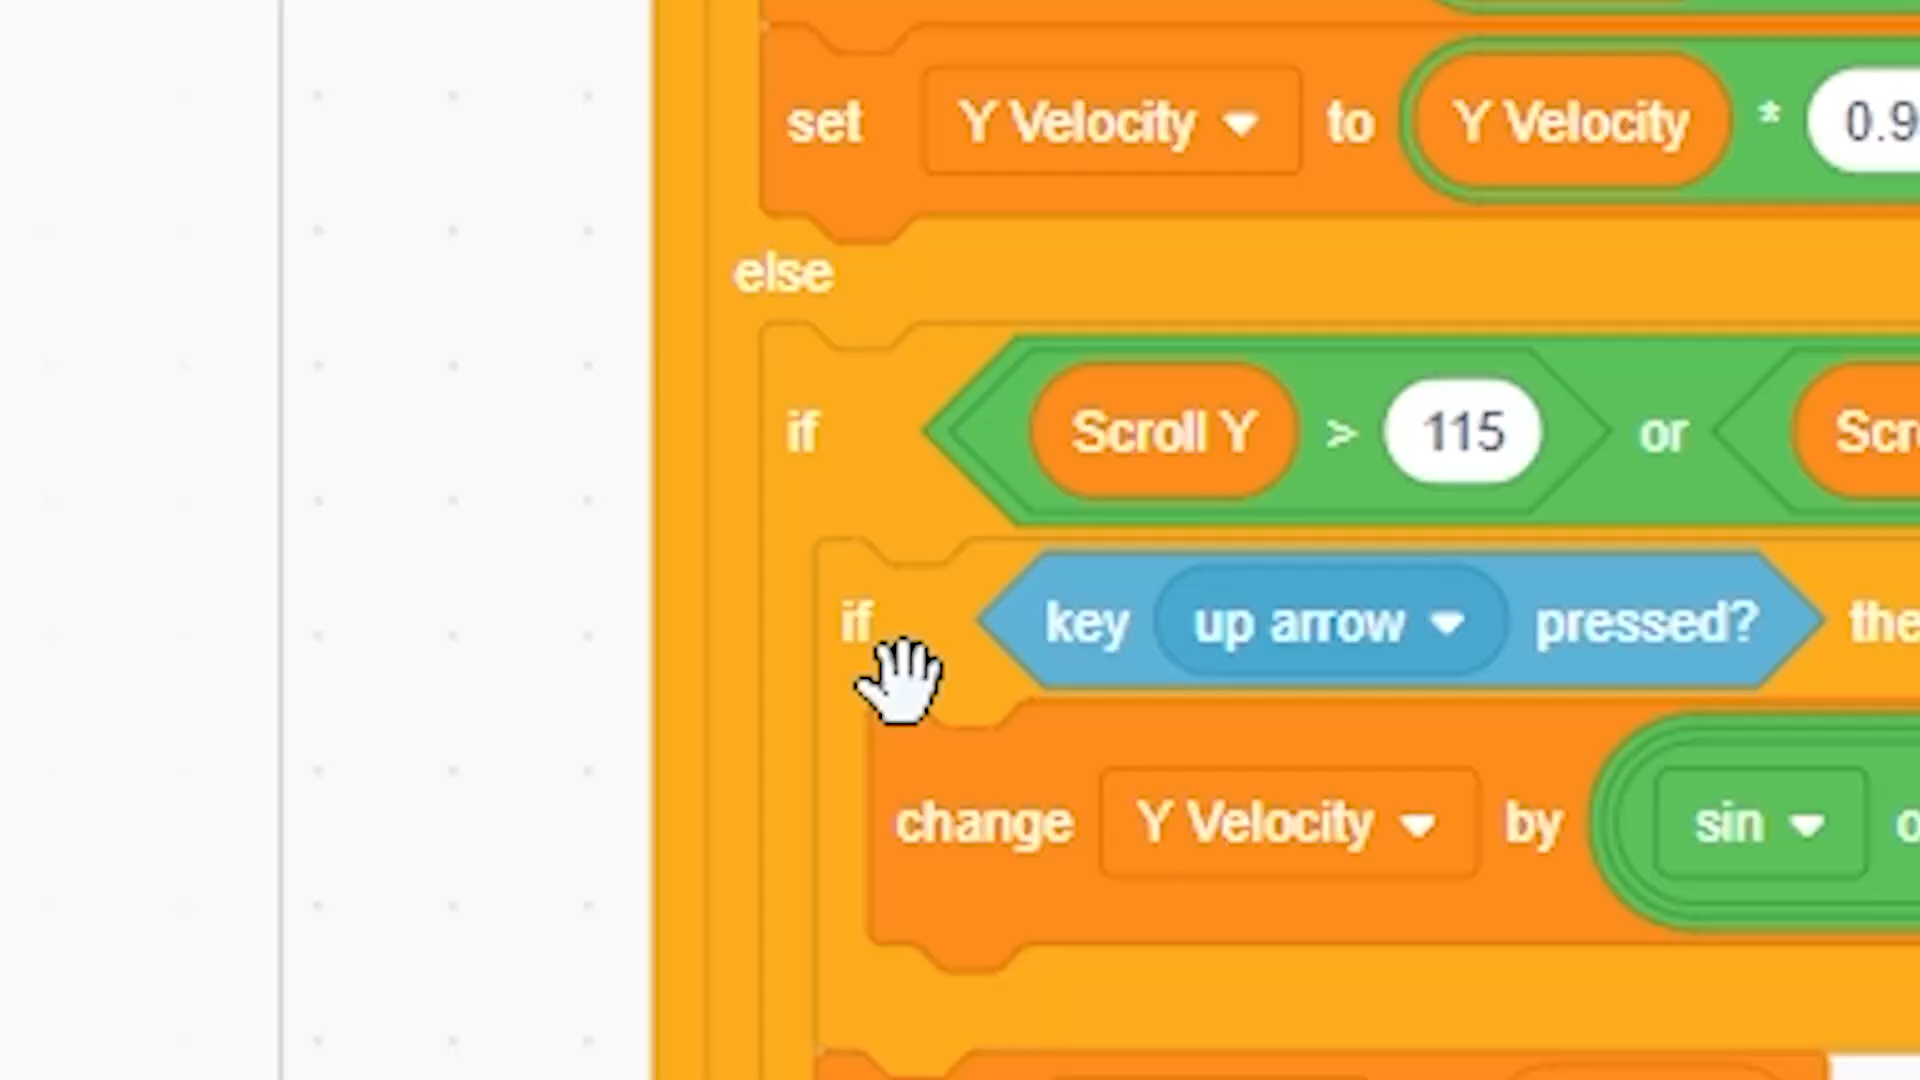 set Y Velocity to Y Velocity * 0.9
else
if Scroll Y > 115 or
if key up arrow pressed?
change Y Velocity by sin